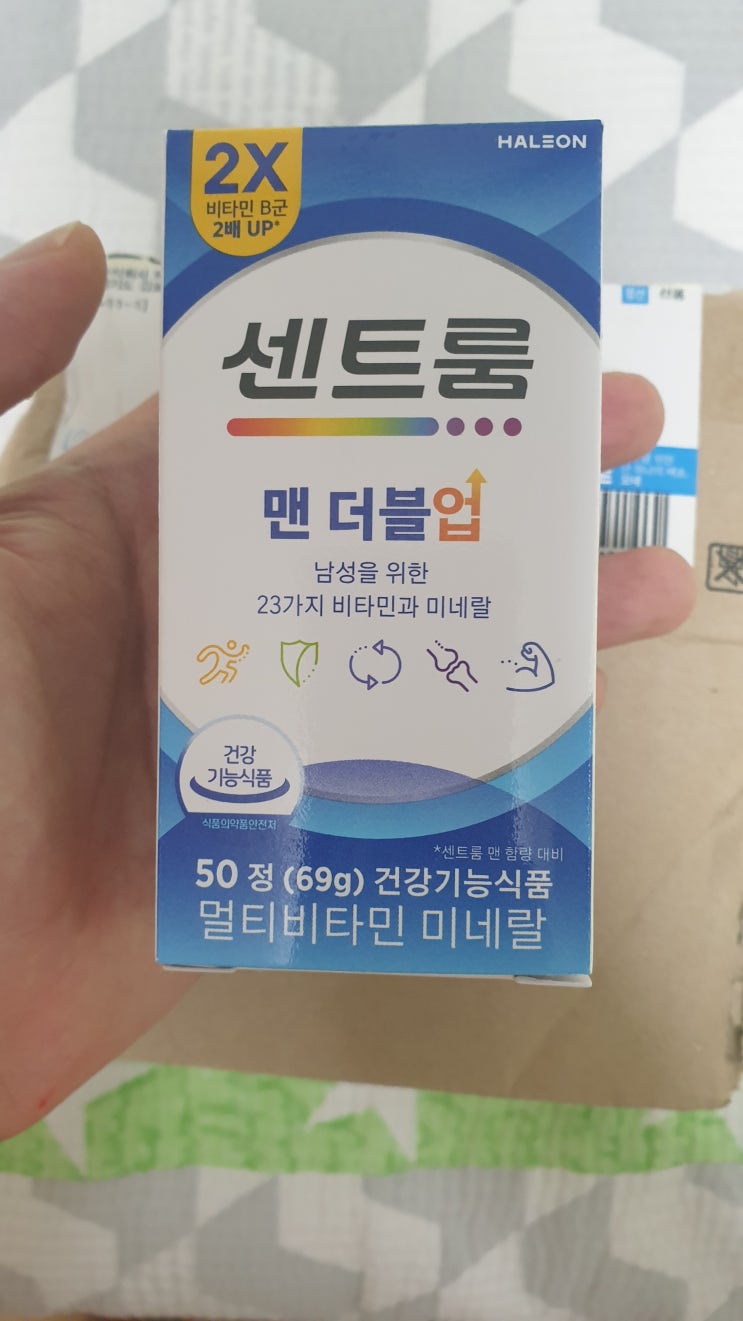 HALEON
2X
비타민 B군
2배 UP*
센트룸
맨 더블업
남성을 위한
23가지 비타민과 미네랄
건강
기능식품
식품의약품안전처
*센트룸 맨 함량 대비
50 정 (69g) 건강기능식품
멀티비타민 미네랄